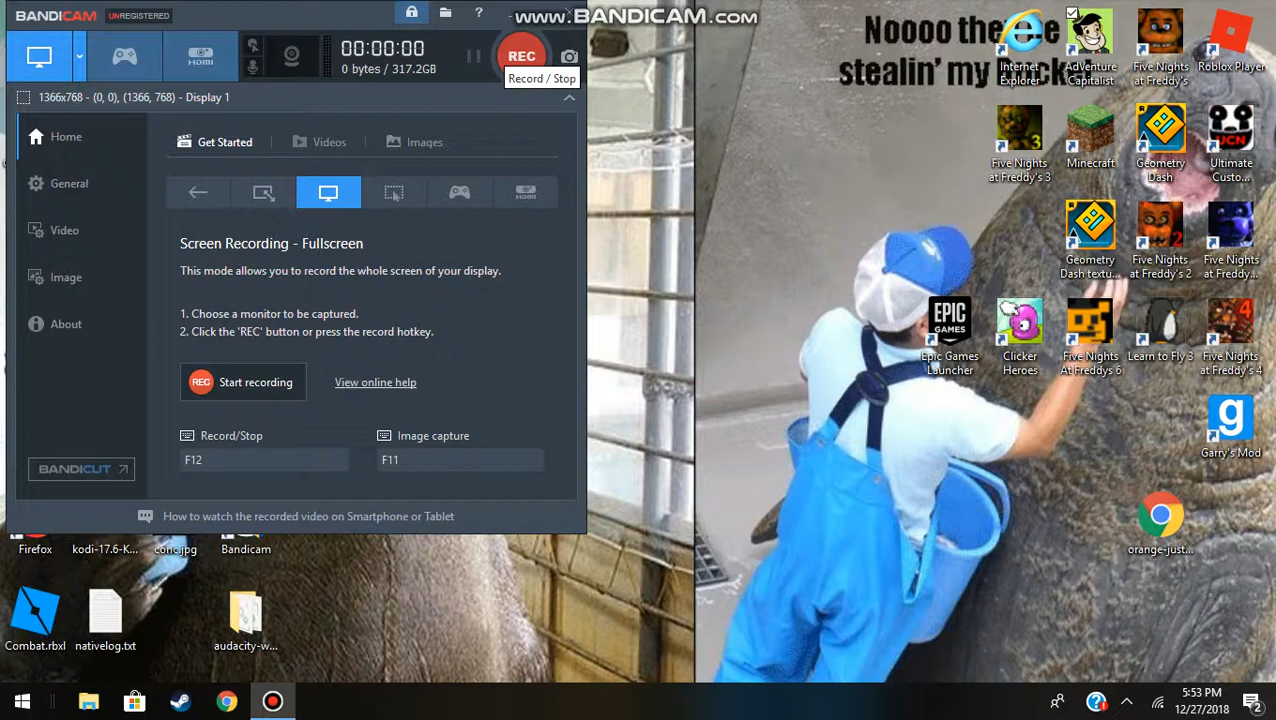 BANDICAM UNREGISTERED
www.BANDICAM.com
HDMI
00:00:00
0 bytes / 317.2GB
REC
Record / Stop
1366x768 - (0, 0), (1366, 768) - Display 1
Home
General
Video
Image
About
BANDICUT
Get Started
Videos
Images
HDMI
Screen Recording - Fullscreen
This mode allows you to record the whole screen of your display.
1. Choose a monitor to be captured.
2. Click the 'REC' button or press the record hotkey.
REC Start recording
View online help
Record/Stop
F12
Image capture
F11
How to watch the recorded video on Smartphone or Tablet
Firefox
kodi-17.6-K...
conc.jpg
Bandicam
Combat.rbxl
nativelog.txt
audacity-w...
Noooo
stealin' my
Internet
Explorer
AdVenture
Capitalist
Five Nights
at Freddy's
Roblox Player
3
Five Nights
at Freddy's 3
Minecraft
Geometry
Dash
UCN
Ultimate
Custo...
Geometry
Dash textu...
2
Five Nights
at Freddy's 2
Five Nights
at Freddy...
EPIC
GAMES
Epic Games
Launcher
Clicker
Heroes
Five Nights
At Freddys 6
Learn to Fly 3
4
Five Nights
at Freddy's 4
g
Garry's Mod
orange-just...
5:53 PM
12/27/2018
2